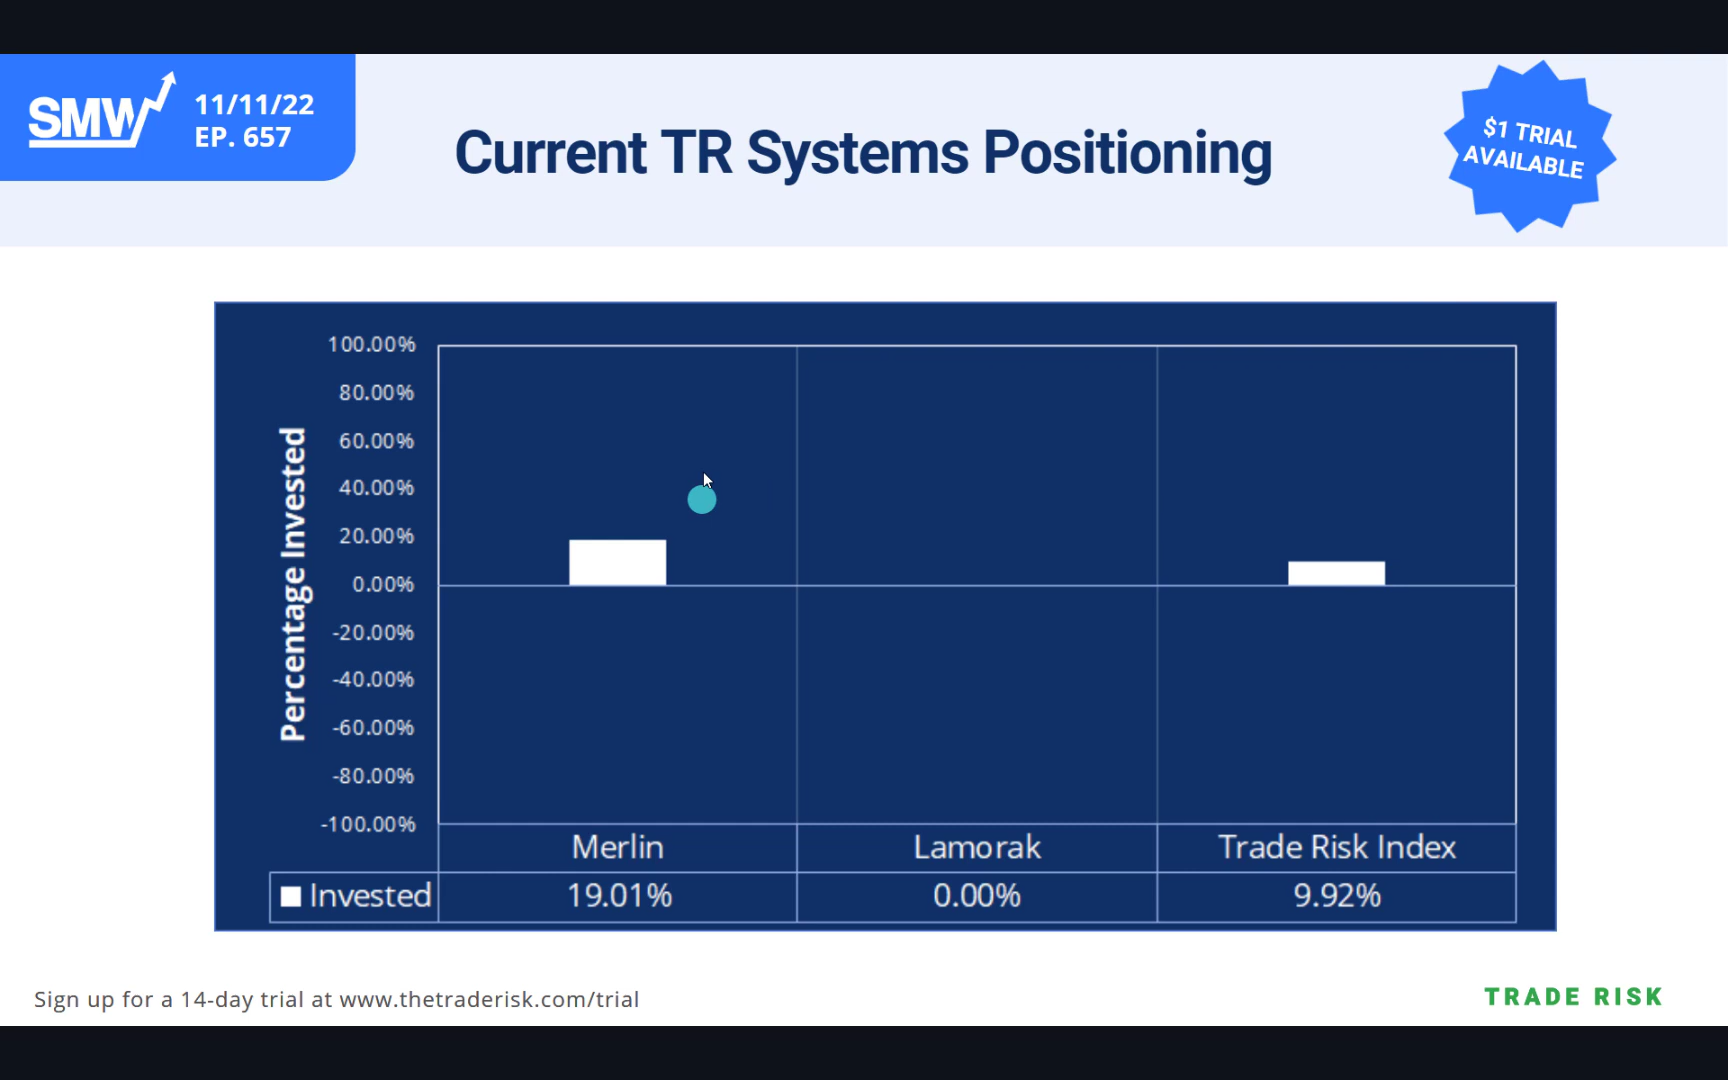 SMW
11/11/22
EP. 657
Current TR Systems Positioning
$1 TRIAL
AVAILABLE
Percentage Invested
100.00%
80.00%
60.00%
40.00%
20.00%
0.00%
-20.00%
-40.00%
-60.00%
-80.00%
-100.00%
Merlin Lamorak Trade Risk Index
Invested 19.01% 0.00% 9.92%
Sign up for a 14-day trial at www.thetraderisk.com/trial
TRADE RISK